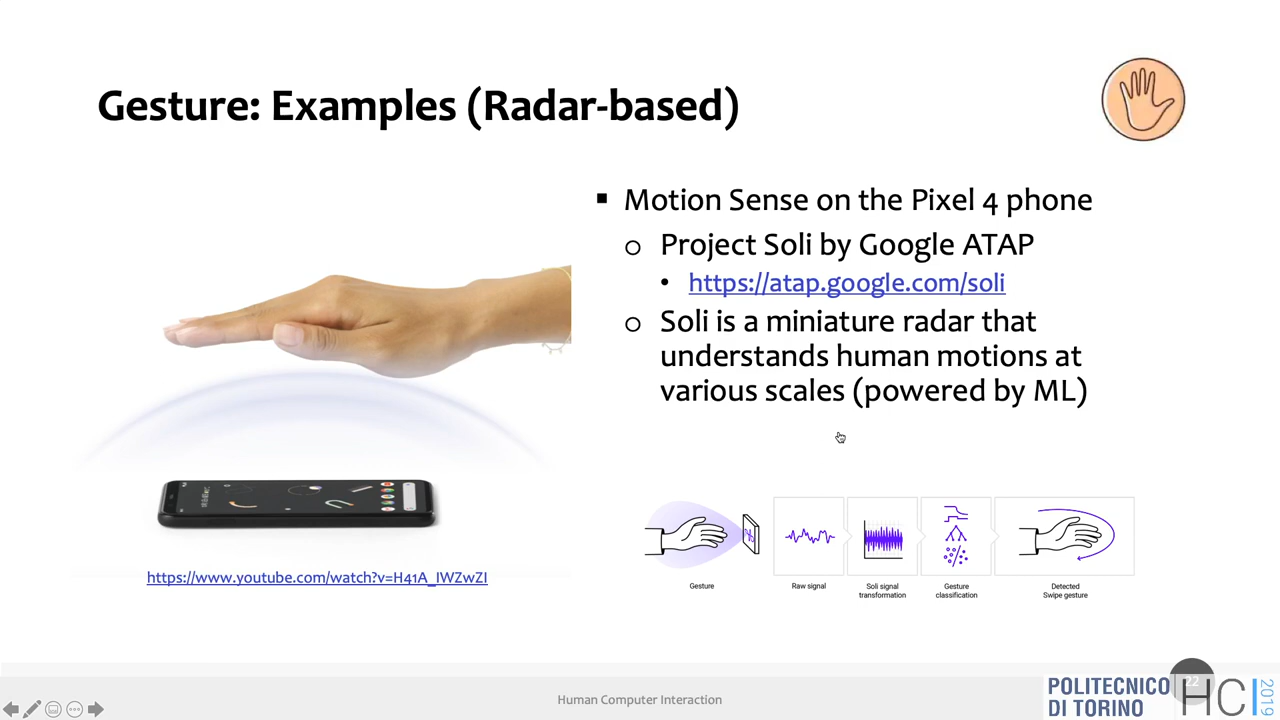 Gesture: Examples (Radar-based)
▪ Motion Sense on the Pixel 4 phone
o Project Soli by Google ATAP
• https://atap.google.com/soli
o Soli is a miniature radar that
understands human motions at
various scales (powered by ML)
https://www.youtube.com/watch?v=H41A_IWZwZI
Gesture
Raw signal
Soli signal
transformation
Gesture
classification
Detected
Swipe gesture
Human Computer Interaction
22
POLITECNICO
DI TORINO
HCI
2019